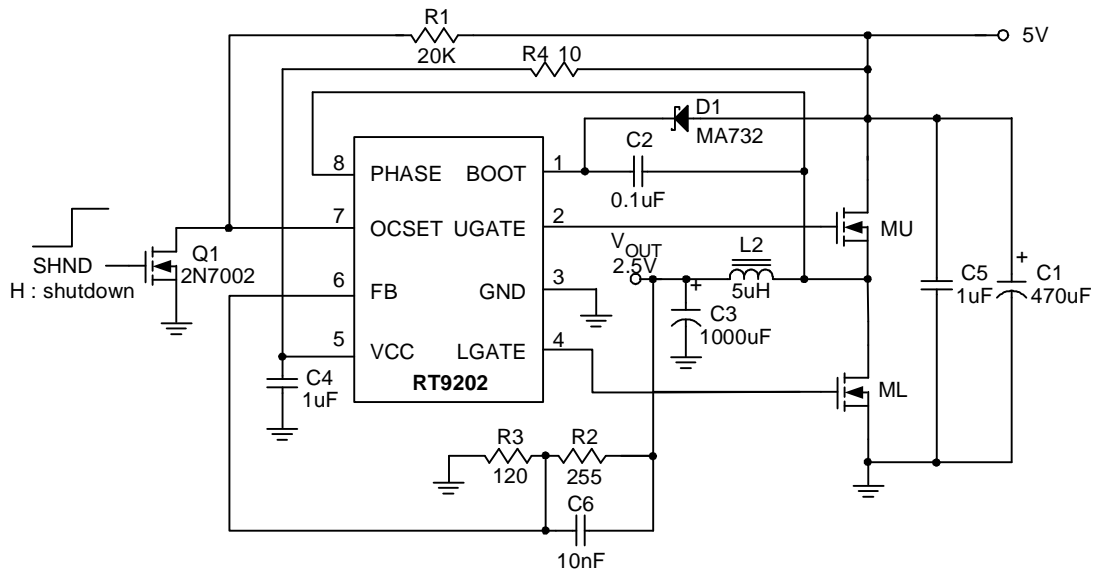 R1
20K
5V
R4 10
D1
MA732
C2
0.1uF
8 PHASE BOOT 1
7 OCSET UGATE 2
6 FB GND 3
5 VCC LGATE 4
RT9202
SHND
H : shutdown
Q1
2N7002
MU
VOUT
2.5V
L2
5uH
C3
1000uF
C5
1uF
C1
470uF
+
+
ML
C4
1uF
R3
120
R2
255
C6
10nF